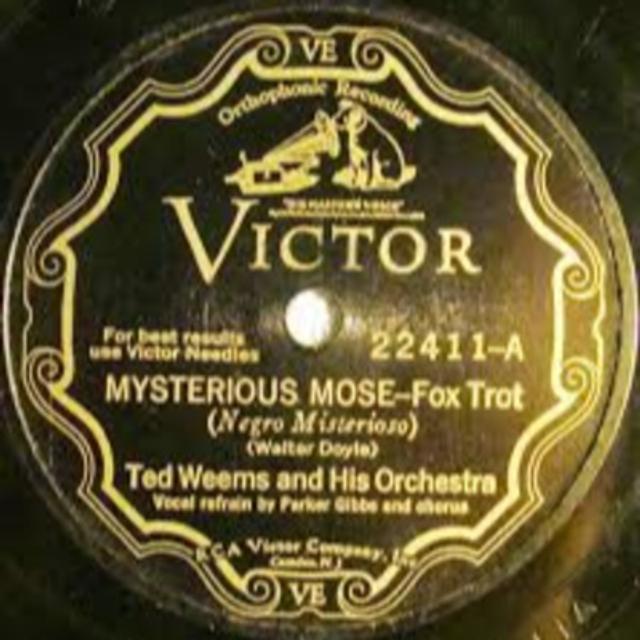 VE
Orthophonic Recording
"HIS MASTER'S VOICE"
VICTOR
For best results
use Victor Needles
22411-A
MYSTERIOUS MOSE-Fox Trot
(Negro Misterioso)
(Walter Doyle)
Ted Weems and His Orchestra
Vocal refrain by Parker Gibbs and chorus
RCA Victor Company, Inc.
Camden, N.J.
VE